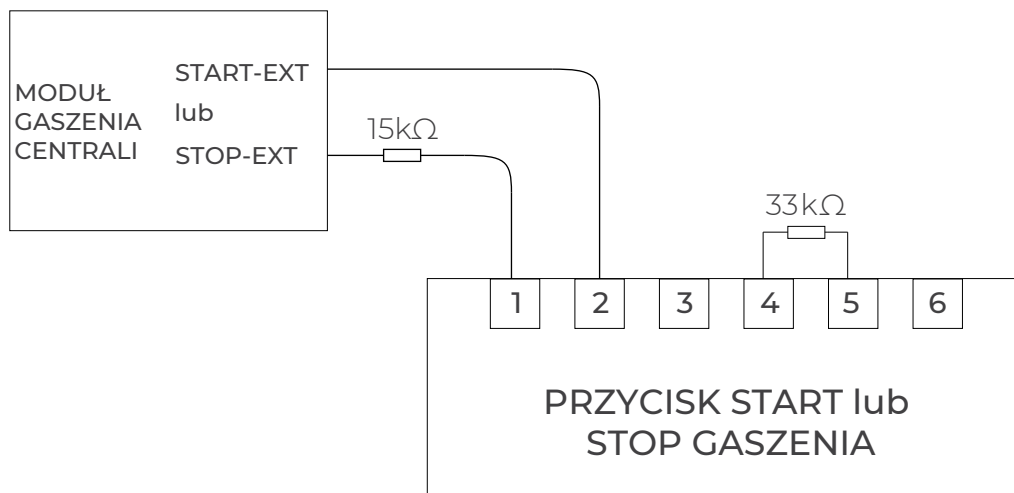 MODUŁ
GASZENIA
CENTRALI
START-EXT
lub
STOP-EXT
15kΩ
33kΩ
1 2 3 4 5 6
PRZYCISK START lub
STOP GASZENIA